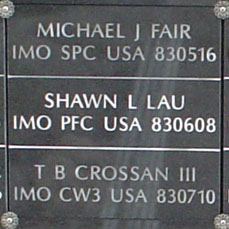 MICHAEL J FAIR
IMO SPC USA 830516
SHAWN L LAU
IMO PFC USA 830608
T B CROSSAN III
IMO CW3 USA 830710